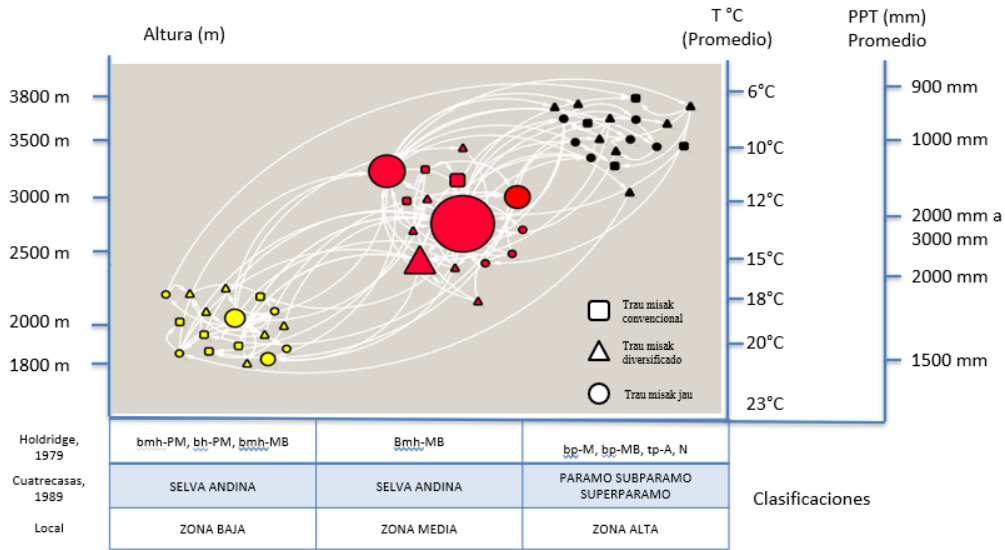 Altura (m)
T °C
(Promedio)
PPT (mm)
Promedio
3800 m
3500 m
3000 m
2500 m
2000 m
1800 m
6°C
10°C
12°C
15°C
18°C
20°C
23°C
900 mm
1000 mm
2000 mm a
3000 mm
2000 mm
1500 mm
Trau misak
convencional
Trau misak
diversificado
Trau misak jau
Holdridge,
1979
bmh-PM, bh-PM, bmh-MB
Bmh-MB
bp-M, bp-MB, tp-A, N
Cuatrecasas,
1989
SELVA ANDINA
SELVA ANDINA
PARAMO SUBPARAMO
SUPERPARAMO
Local
ZONA BAJA
ZONA MEDIA
ZONA ALTA
Clasificaciones